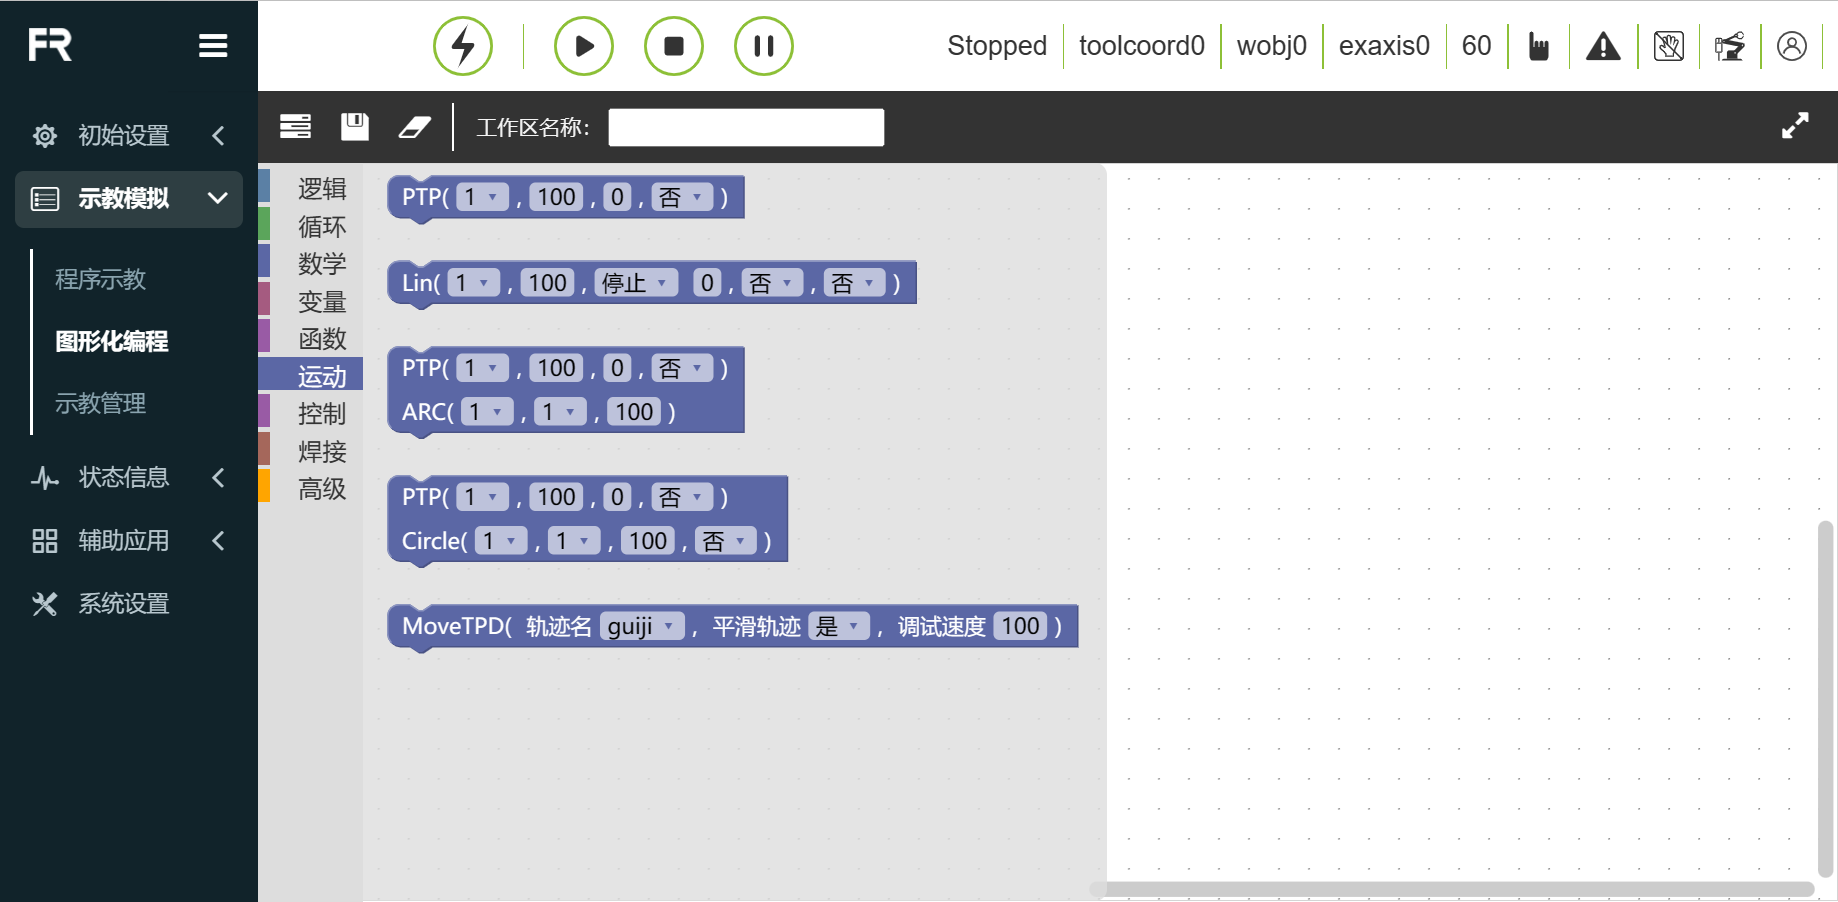 FR
Stopped
toolcoord0
wobj0
exaxis0
60
工作区名称:
初始设置
示教模拟
程序示教
图形化编程
示教管理
状态信息
辅助应用
系统设置
逻辑
循环
数学
变量
函数
运动
控制
焊接
高级
PTP( 1 , 100 , 0 , 否 )
Lin( 1 , 100 , 停止 0 , 否 , 否 )
PTP( 1 , 100 , 0 , 否 )
ARC( 1 , 1 , 100 )
PTP( 1 , 100 , 0 , 否 )
Circle( 1 , 1 , 100 , 否 )
MoveTPD( 轨迹名 guiji , 平滑轨迹 是 , 调试速度 100 )